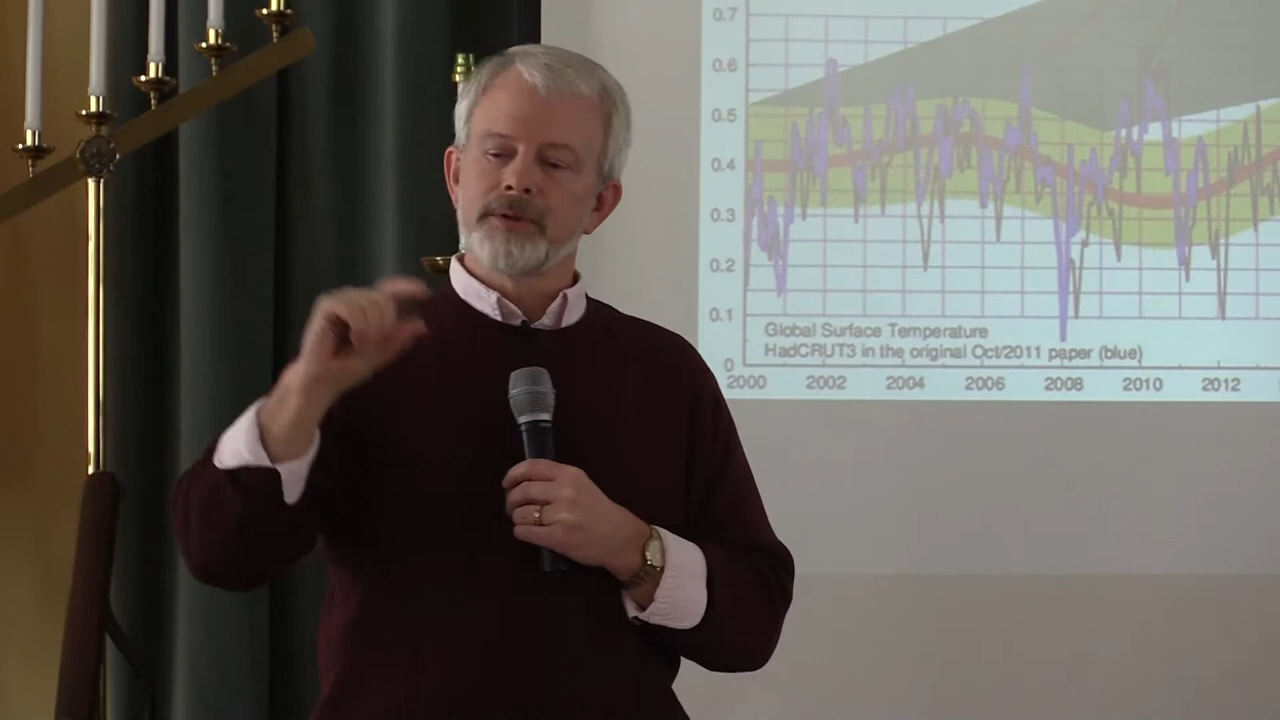 0.7
0.6
0.5
0.4
0.3
0.2
0.1
0
Global Surface Temperature
HadCRUT3 in the original Oct/2011 paper (blue)
2000 2002 2004 2006 2008 2010 2012